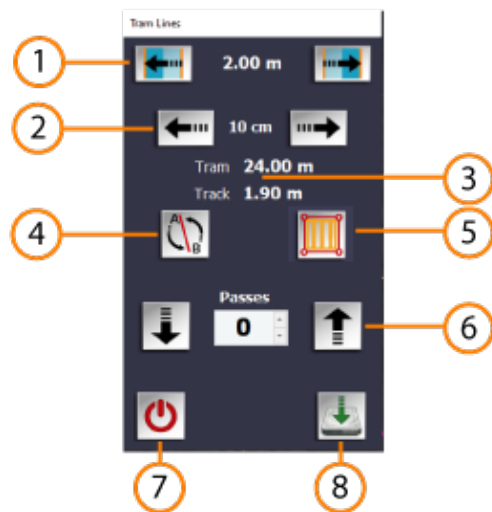 Tram Lines
1
2.00 m
2
10 cm
Tram 24.00 m
3
Track 1.90 m
4
A
B
5
Passes
0
6
7
8